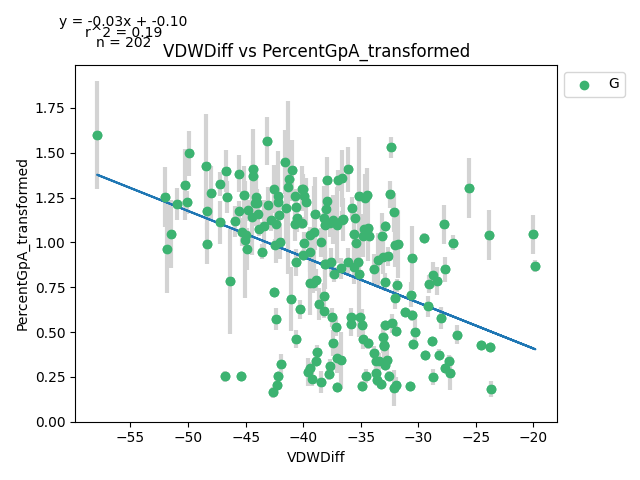 y = -0.03x + -0.10
r^2 = 0.19
n = 202
VDWDiff vs PercentGpA_transformed
G
PercentGpA_transformed
1.75
1.50
1.25
1.00
0.75
0.50
0.25
0.00
−55 −50 −45 −40 −35 −30 −25 −20
VDWDiff